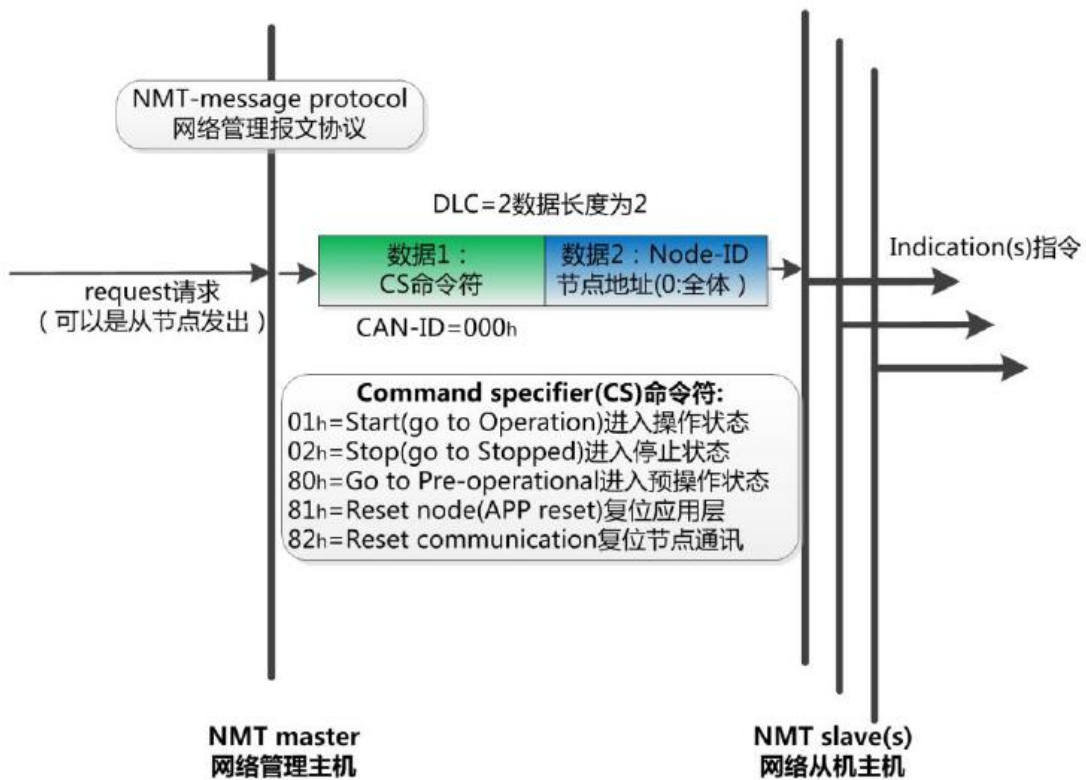 NMT-message protocol
网络管理报文协议
DLC=2数据长度为2
数据1：
CS命令符
数据2：Node-ID
节点地址(0:全体）
Indication(s)指令
request请求
（可以是从节点发出）
CAN-ID=000h
Command specifier(CS)命令符:
01h=Start(go to Operation)进入操作状态
02h=Stop(go to Stopped)进入停止状态
80h=Go to Pre-operational进入预操作状态
81h=Reset node(APP reset)复位应用层
82h=Reset communication复位节点通讯
NMT master
网络管理主机
NMT slave(s)
网络从机主机